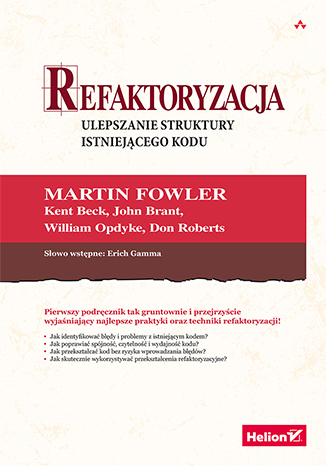 REFAKTORYZACJA
ULEPSZANIE STRUKTURY
ISTNIEJĄCEGO KODU
MARTIN FOWLER
Kent Beck, John Brant,
William Opdyke, Don Roberts
Słowo wstępne: Erich Gamma
Pierwszy podręcznik tak gruntownie i przejrzyście
wyjaśniający najlepsze praktyki oraz techniki refaktoryzacji!
• Jak identyfikować błędy i problemy z istniejącym kodem?
• Jak poprawiać spójność, czytelność i wydajność kodu?
• Jak przekształcać kod bez ryzyka wprowadzania błędów?
• Jak skutecznie wykorzystywać przekształcenia refaktoryzacyjne?
Helion